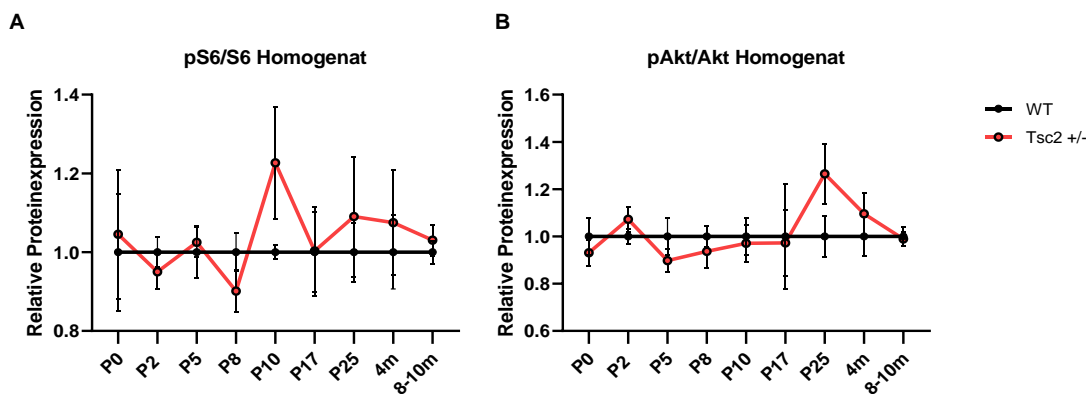 A
B
pS6/S6 Homogenat
pAkt/Akt Homogenat
Relative Proteinexpression
1.4
1.2
1.0
0.8
P0
P2
P5
P8
P10
P17
P25
4m
8-10m
Relative Proteinexpression
1.6
1.4
1.2
1.0
0.8
0.6
P0
P2
P5
P8
P10
P17
P25
4m
8-10m
WT
Tsc2 +/-